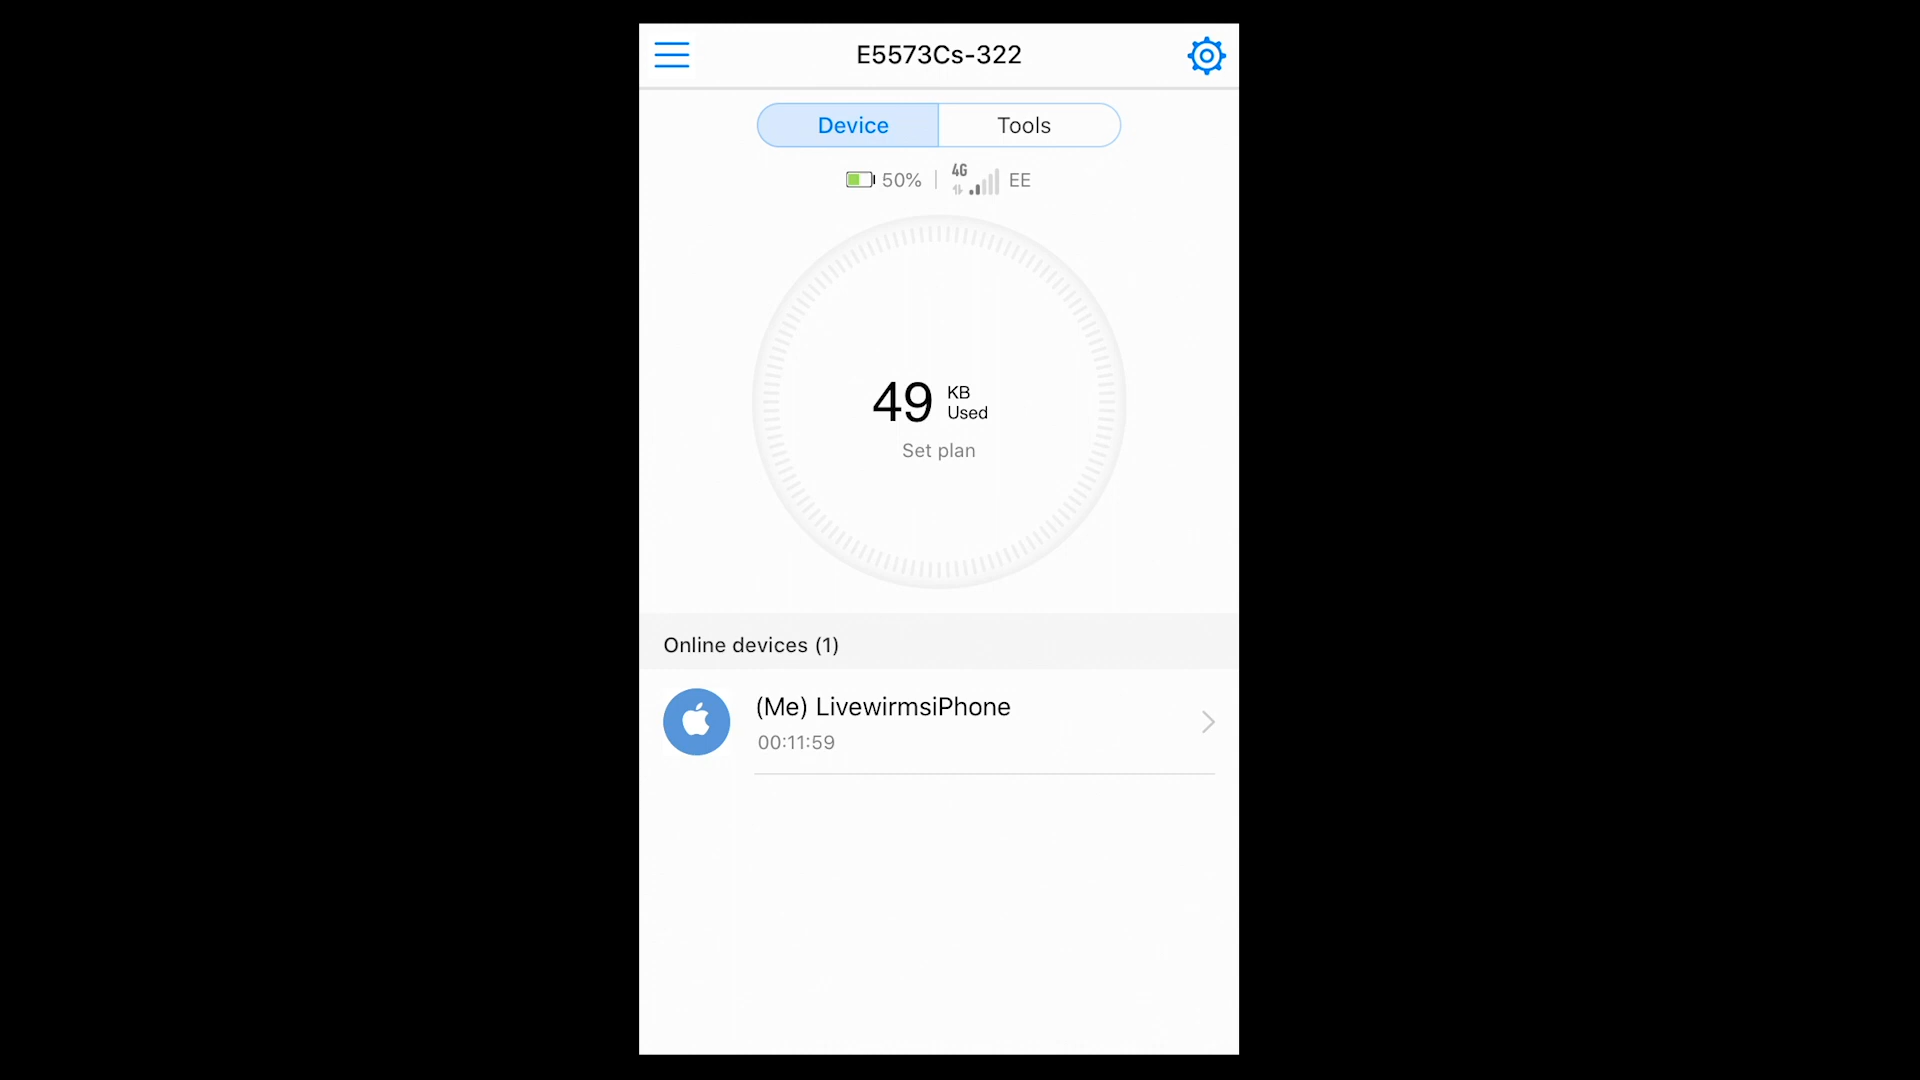 E5573Cs-322
Device Tools
50% 4G EE
49 KB Used
Set plan
Online devices (1)
(Me) LivewirmsiPhone
00:11:59